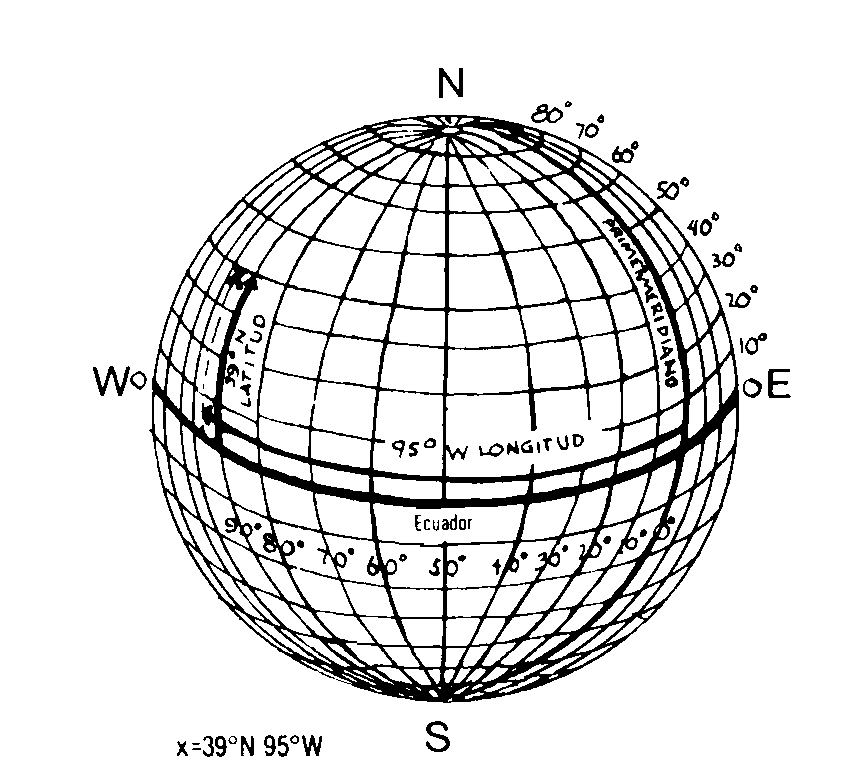 N
80°
70°
60°
50°
40°
30°
20°
10°
PRIMER MERIDIANO
39° N
LATITUD
W
E
95° W LONGITUD
Ecuador
90° 80° 70° 60° 50° 40° 30° 20° 10° 0°
S
x=39°N 95°W